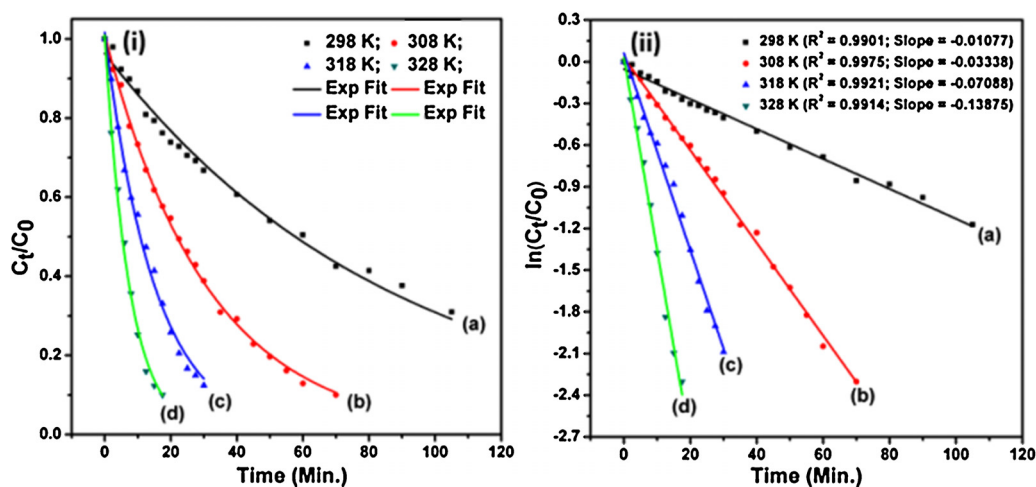 (i)
298 K; 308 K;
318 K; 328 K;
Exp Fit Exp Fit
Exp Fit Exp Fit
1.0
0.8
0.6
0.4
0.2
0.0
Ct/C0
(a)
(b)
(c)
(d)
0 20 40 60 80 100 120
Time (Min.)
(ii)
298 K (R² = 0.9901; Slope = -0.01077)
308 K (R² = 0.9975; Slope = -0.03338)
318 K (R² = 0.9921; Slope = -0.07088)
328 K (R² = 0.9914; Slope = -0.13875)
0.3
0.0
-0.3
-0.6
-0.9
-1.2
-1.5
-1.8
-2.1
-2.4
-2.7
ln(Ct/C0)
(a)
(b)
(c)
(d)
0 20 40 60 80 100 120
Time (Min.)